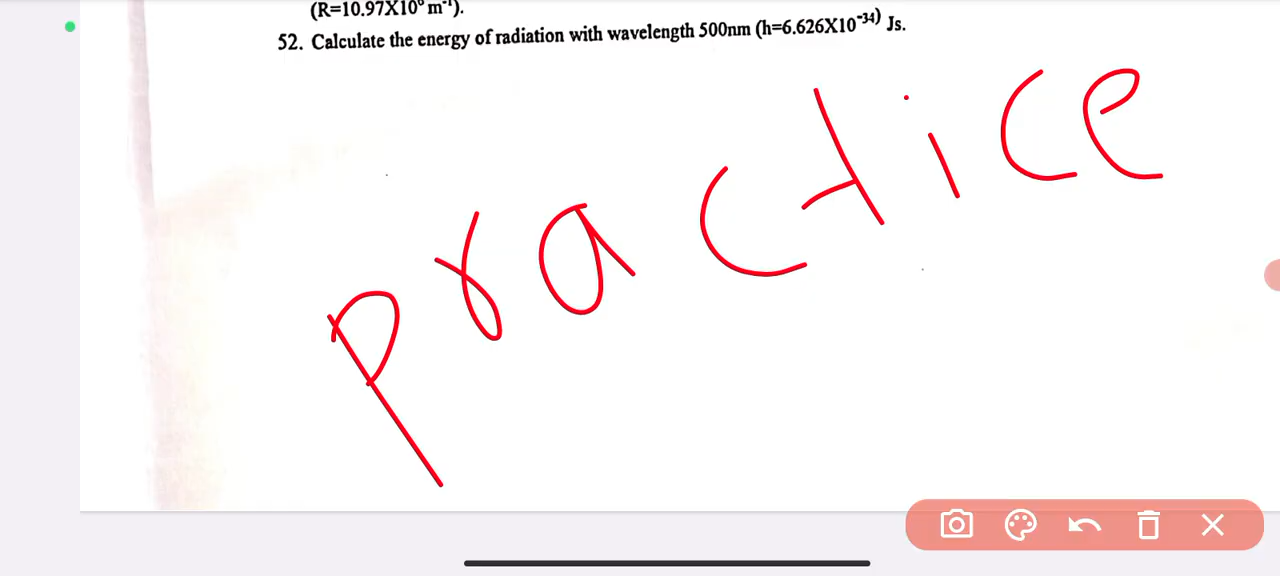 (R=10.97X10⁶ m⁻¹).
52. Calculate the energy of radiation with wavelength 500nm (h=6.626X10⁻³⁴) Js.
practice